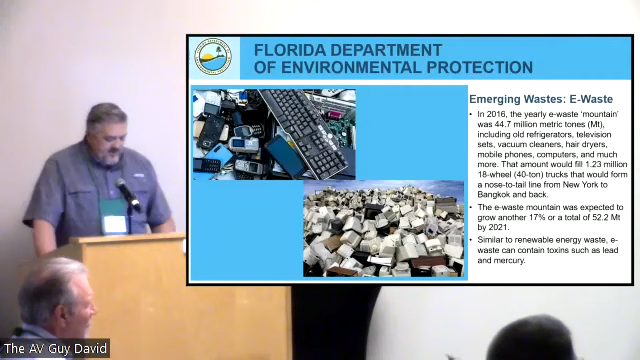 FLORIDA DEPARTMENT
OF ENVIRONMENTAL PROTECTION
Emerging Wastes: E-Waste
• In 2016, the yearly e-waste ‘mountain’
was 44.7 million metric tones (Mt),
including old refrigerators, television
sets, vacuum cleaners, hair dryers,
mobile phones, computers, and much
more. That amount would fill 1.23 million
18-wheel (40-ton) trucks that would form
a nose-to-tail line from New York to
Bangkok and back.
• The e-waste mountain was expected to
grow another 17% or a total of 52.2 Mt
by 2021.
• Similar to renewable energy waste, e-
waste can contain toxins such as lead
and mercury.
The AV Guy David